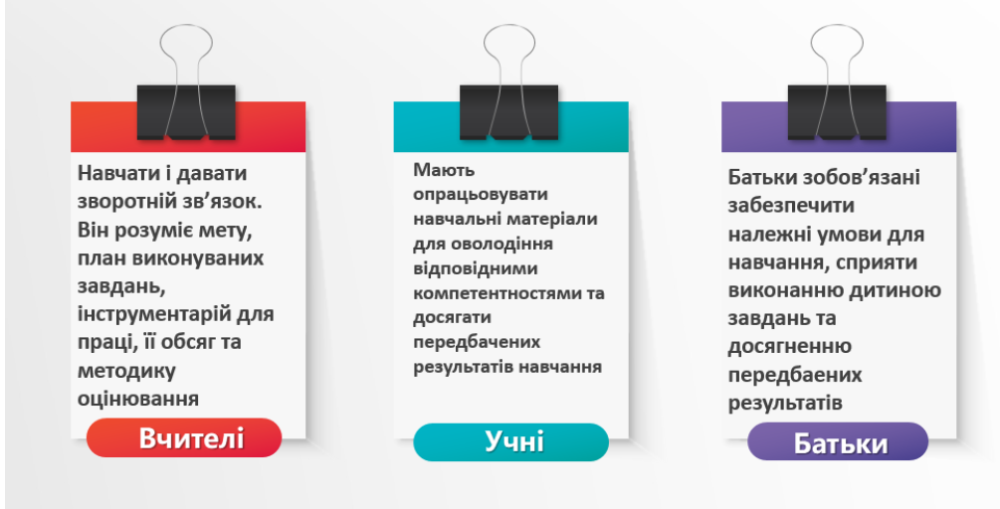 Навчати і давати
зворотній зв’язок.
Він розуміє мету,
план виконуваних
завдань,
інструментарій для
праці, її обсяг та
методику
оцінювання
Вчителі
Мають
опрацьовувати
навчальні матеріали
для оволодіння
відповідними
компетентностями та
досягати
передбачених
результатів навчання
Учні
Батьки зобов’язані
забезпечити
належні умови для
навчання, сприяти
виконанню дитиною
завдань та
досягненню
передбаених
результатів
Батьки